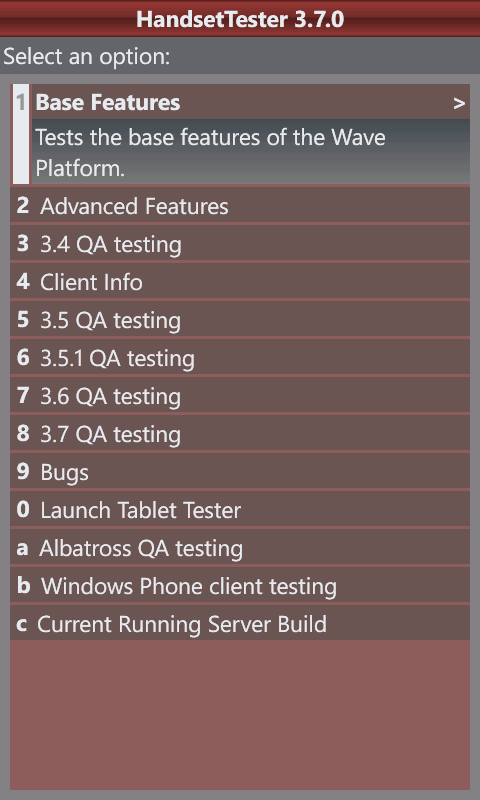 HandsetTester 3.7.0
Select an option:
1 Base Features >
Tests the base features of the Wave
Platform.
2 Advanced Features
3 3.4 QA testing
4 Client Info
5 3.5 QA testing
6 3.5.1 QA testing
7 3.6 QA testing
8 3.7 QA testing
9 Bugs
0 Launch Tablet Tester
a Albatross QA testing
b Windows Phone client testing
c Current Running Server Build